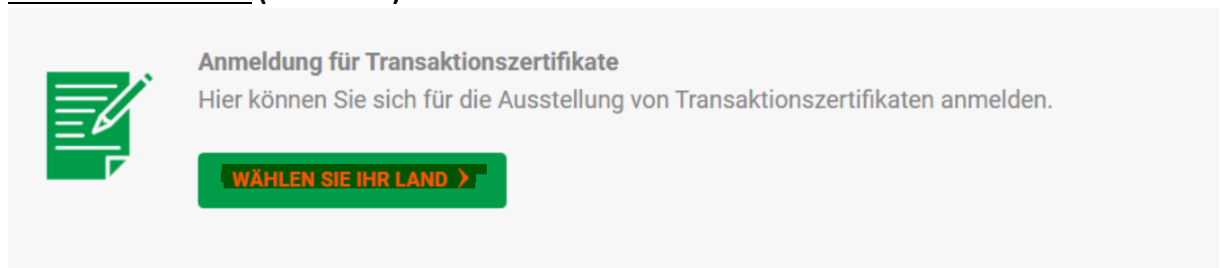 Anmeldung für Transaktionszertifikate
Hier können Sie sich für die Ausstellung von Transaktionszertifikaten anmelden.
WÄHLEN SIE IHR LAND